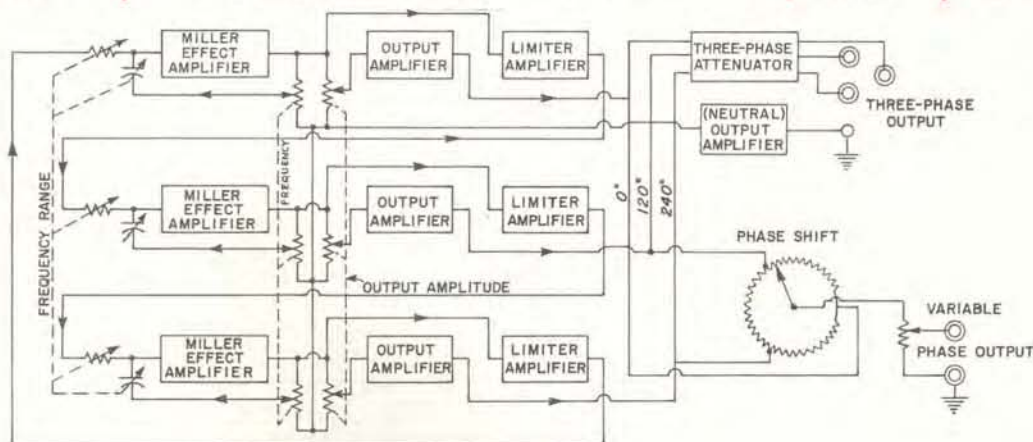 MILLER
EFFECT
AMPLIFIER
OUTPUT
AMPLIFIER
LIMITER
AMPLIFIER
THREE-PHASE
ATTENUATOR
THREE-PHASE
OUTPUT
(NEUTRAL)
OUTPUT
AMPLIFIER
FREQUENCY RANGE
FREQUENCY
MILLER
EFFECT
AMPLIFIER
OUTPUT
AMPLIFIER
LIMITER
AMPLIFIER
0°
120°
240°
PHASE SHIFT
OUTPUT AMPLITUDE
VARIABLE
PHASE OUTPUT
MILLER
EFFECT
AMPLIFIER
OUTPUT
AMPLIFIER
LIMITER
AMPLIFIER